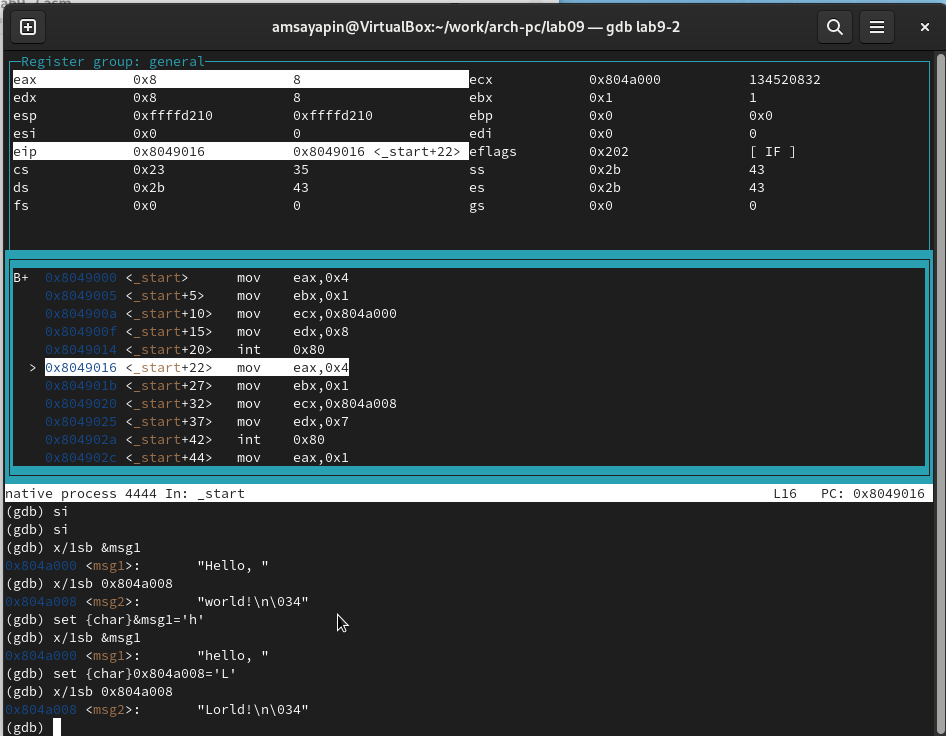 amsayapin@VirtualBox:~/work/arch-pc/lab09 — gdb lab9-2
Register group: general
eax 0x8 8 ecx 0x804a000 134520832
edx 0x8 8 ebx 0x1 1
esp 0xffffd210 0xffffd210 ebp 0x0 0x0
esi 0x0 0 edi 0x0 0
eip 0x8049016 0x8049016 <_start+22> eflags 0x202 [ IF ]
cs 0x23 35 ss 0x2b 43
ds 0x2b 43 es 0x2b 43
fs 0x0 0 gs 0x0 0
B+ 0x8049000 <_start> mov eax,0x4
0x8049005 <_start+5> mov ebx,0x1
0x804900a <_start+10> mov ecx,0x804a000
0x804900f <_start+15> mov edx,0x8
0x8049014 <_start+20> int 0x80
> 0x8049016 <_start+22> mov eax,0x4
0x804901b <_start+27> mov ebx,0x1
0x8049020 <_start+32> mov ecx,0x804a008
0x8049025 <_start+37> mov edx,0x7
0x804902a <_start+42> int 0x80
0x804902c <_start+44> mov eax,0x1
native process 4444 In: _start L16 PC: 0x8049016
(gdb) si
(gdb) si
(gdb) x/1sb &msg1
0x804a000 <msg1>: "Hello, "
(gdb) x/1sb 0x804a008
0x804a008 <msg2>: "world!\n\034"
(gdb) set {char}&msg1='h'
(gdb) x/1sb &msg1
0x804a000 <msg1>: "hello, "
(gdb) set {char}0x804a008='L'
(gdb) x/1sb 0x804a008
0x804a008 <msg2>: "Lorld!\n\034"
(gdb)